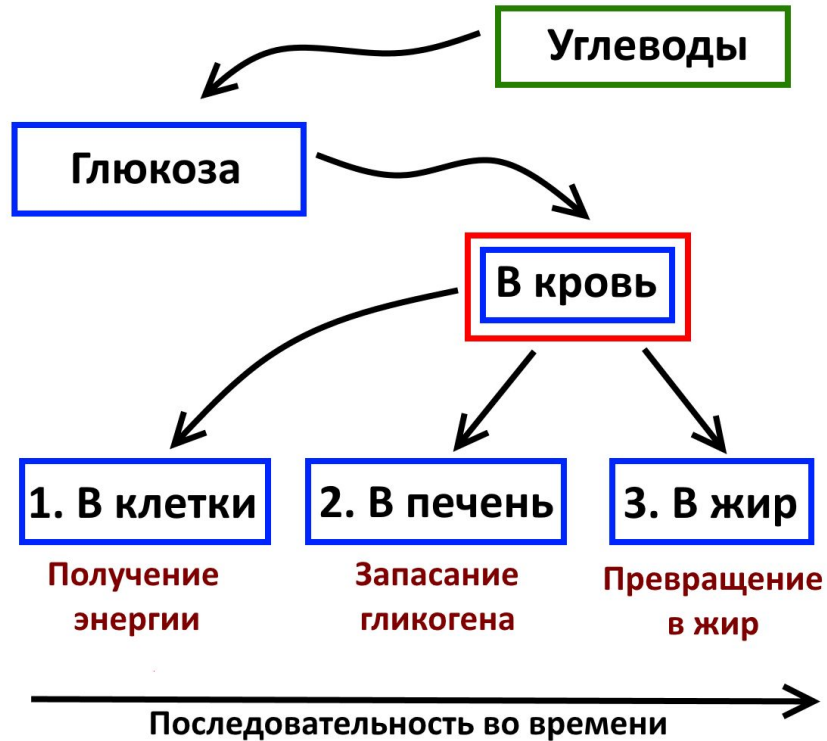 Углеводы
Глюкоза
В кровь
1. В клетки
2. В печень
3. В жир
Получение
энергии
Запасание
гликогена
Превращение
в жир
Последовательность во времени